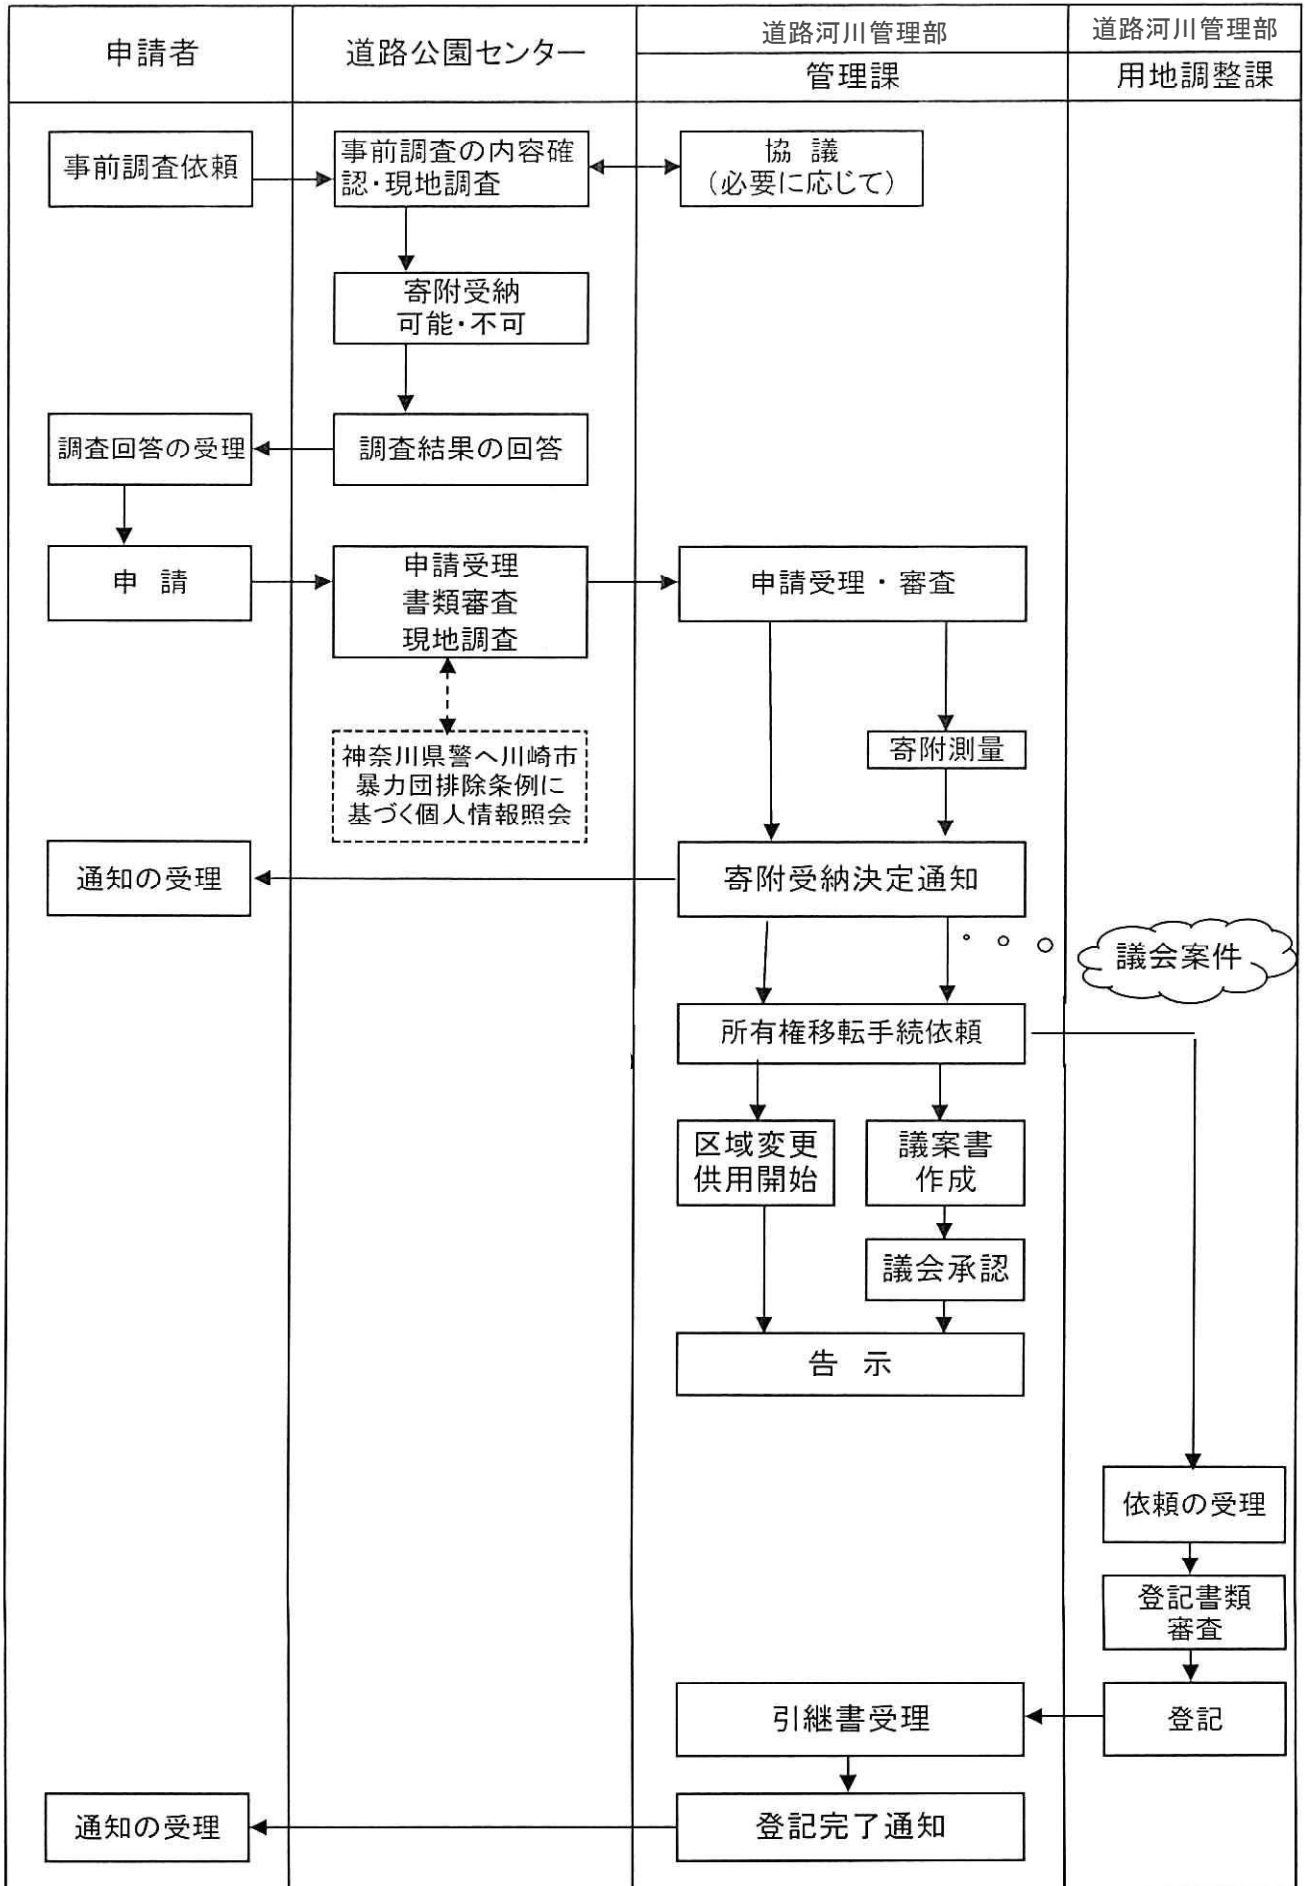 申請者
道路公園センター
道路河川管理部
管理課
道路河川管理部
用地調整課
事前調査依頼
事前調査の内容確
認・現地調査
協 議
(必要に応じて)
寄附受納
可能・不可
調査回答の受理
調査結果の回答
申 請
申請受理
書類審査
現地調査
申請受理・審査
神奈川県警へ川崎市
暴力団排除条例に
基づく個人情報照会
寄附測量
通知の受理
寄附受納決定通知
議会案件
所有権移転手続依頼
区域変更
供用開始
議案書
作成
議会承認
告 示
依頼の受理
登記書類
審査
引継書受理
登記
通知の受理
登記完了通知